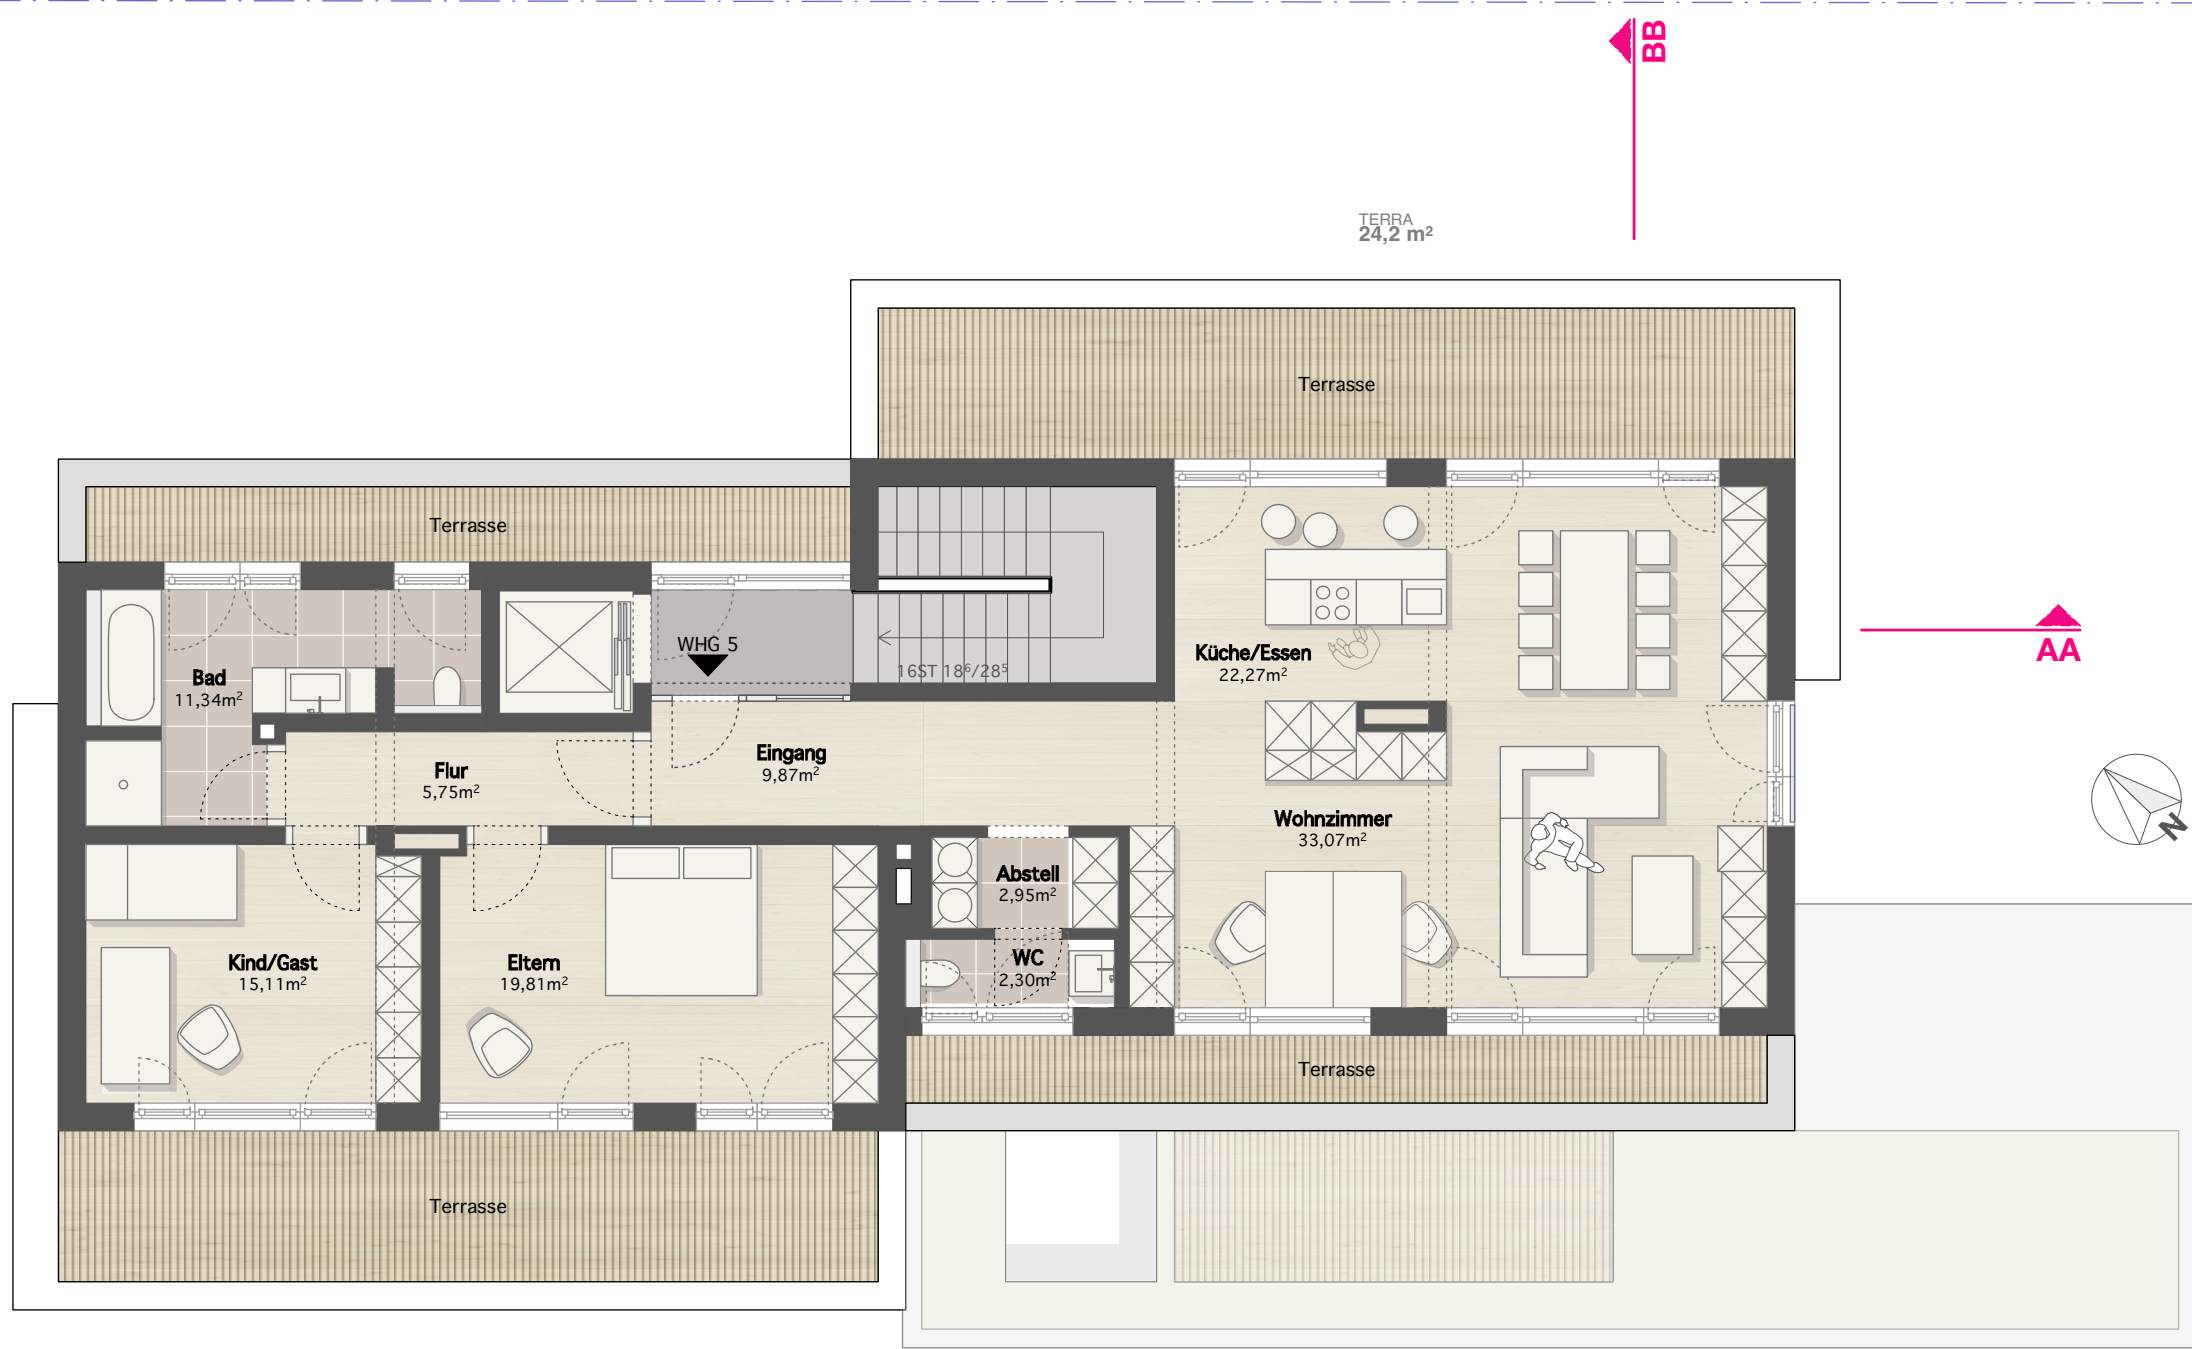 BB
TERRA
24,2 m²
Terrasse
Terrasse
WHG 5
16ST 18⁶/28⁵
Küche/Essen
22,27m²
AA
Bad
11,34m²
Eingang
9,87m²
Flur
5,75m²
Wohnzimmer
33,07m²
N
Abstell
2,95m²
Kind/Gast
15,11m²
Eltern
19,81m²
WC
2,30m²
Terrasse
Terrasse